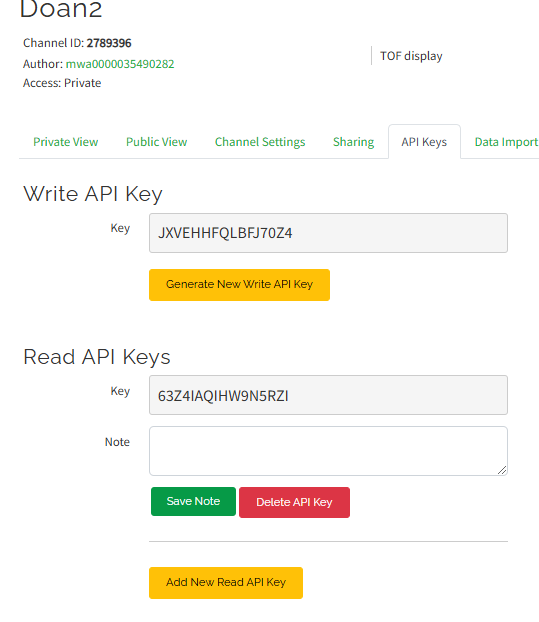 Doan2
Channel ID: 2789396
Author: mwa0000035490282
Access: Private
TOF display
Private View Public View Channel Settings Sharing API Keys Data Import
Write API Key
Key JXVEHHFQLBFJ70Z4
Generate New Write API Key
Read API Keys
Key 63Z4IAQIHW9N5RZI
Note
Save Note Delete API Key
Add New Read API Key